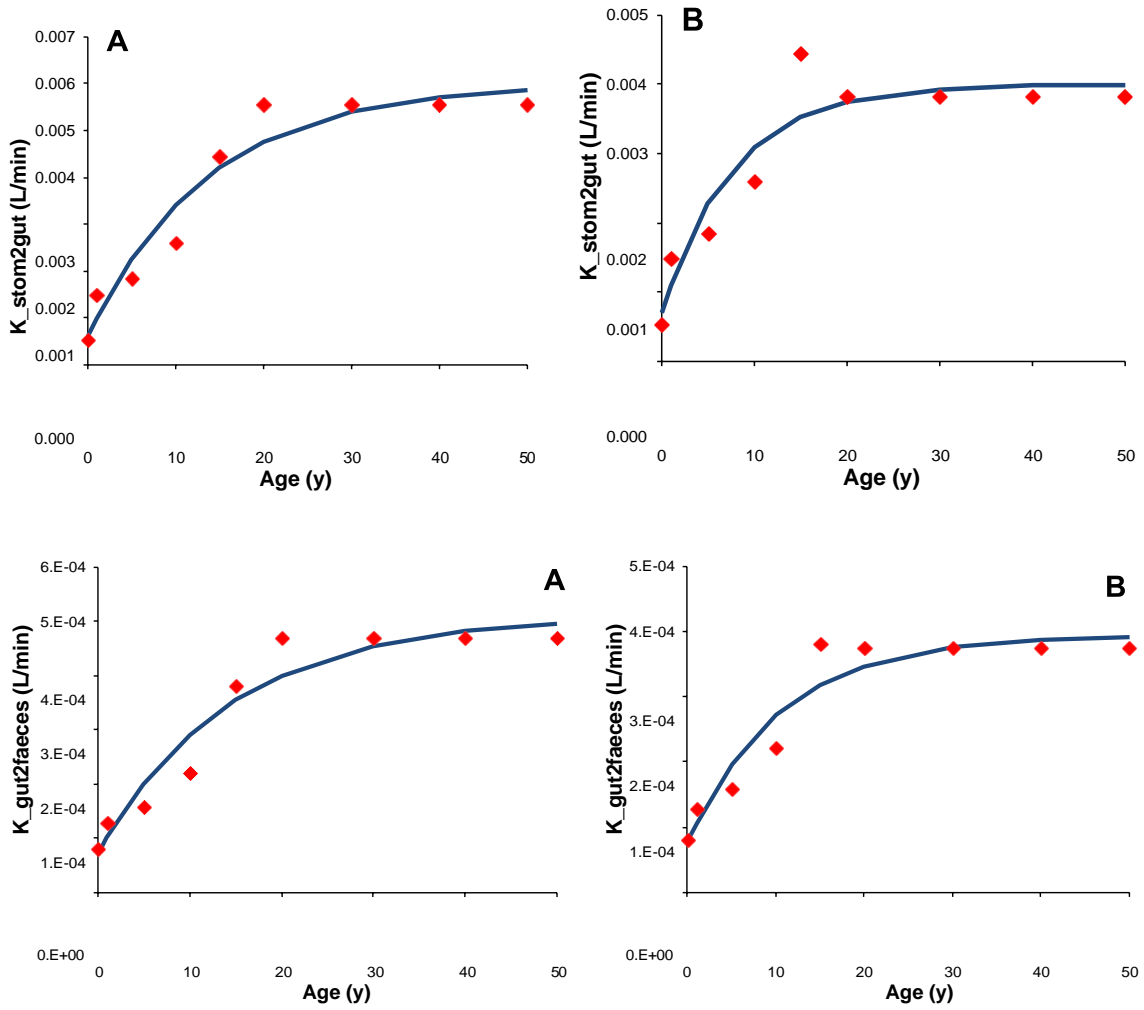 A
K_stom2gut (L/min)
0.007
0.006
0.005
0.004
0.003
0.002
0.001
0.000
0 10 20 30 40 50
Age (y)
B
K_stom2gut (L/min)
0.005
0.004
0.003
0.002
0.001
0.000
0 10 20 30 40 50
Age (y)
A
K_gut2faeces (L/min)
6.E-04
5.E-04
4.E-04
3.E-04
2.E-04
1.E-04
0.E+00
0 10 20 30 40 50
Age (y)
B
K_gut2faeces (L/min)
5.E-04
4.E-04
3.E-04
2.E-04
1.E-04
0.E+00
0 10 20 30 40 50
Age (y)